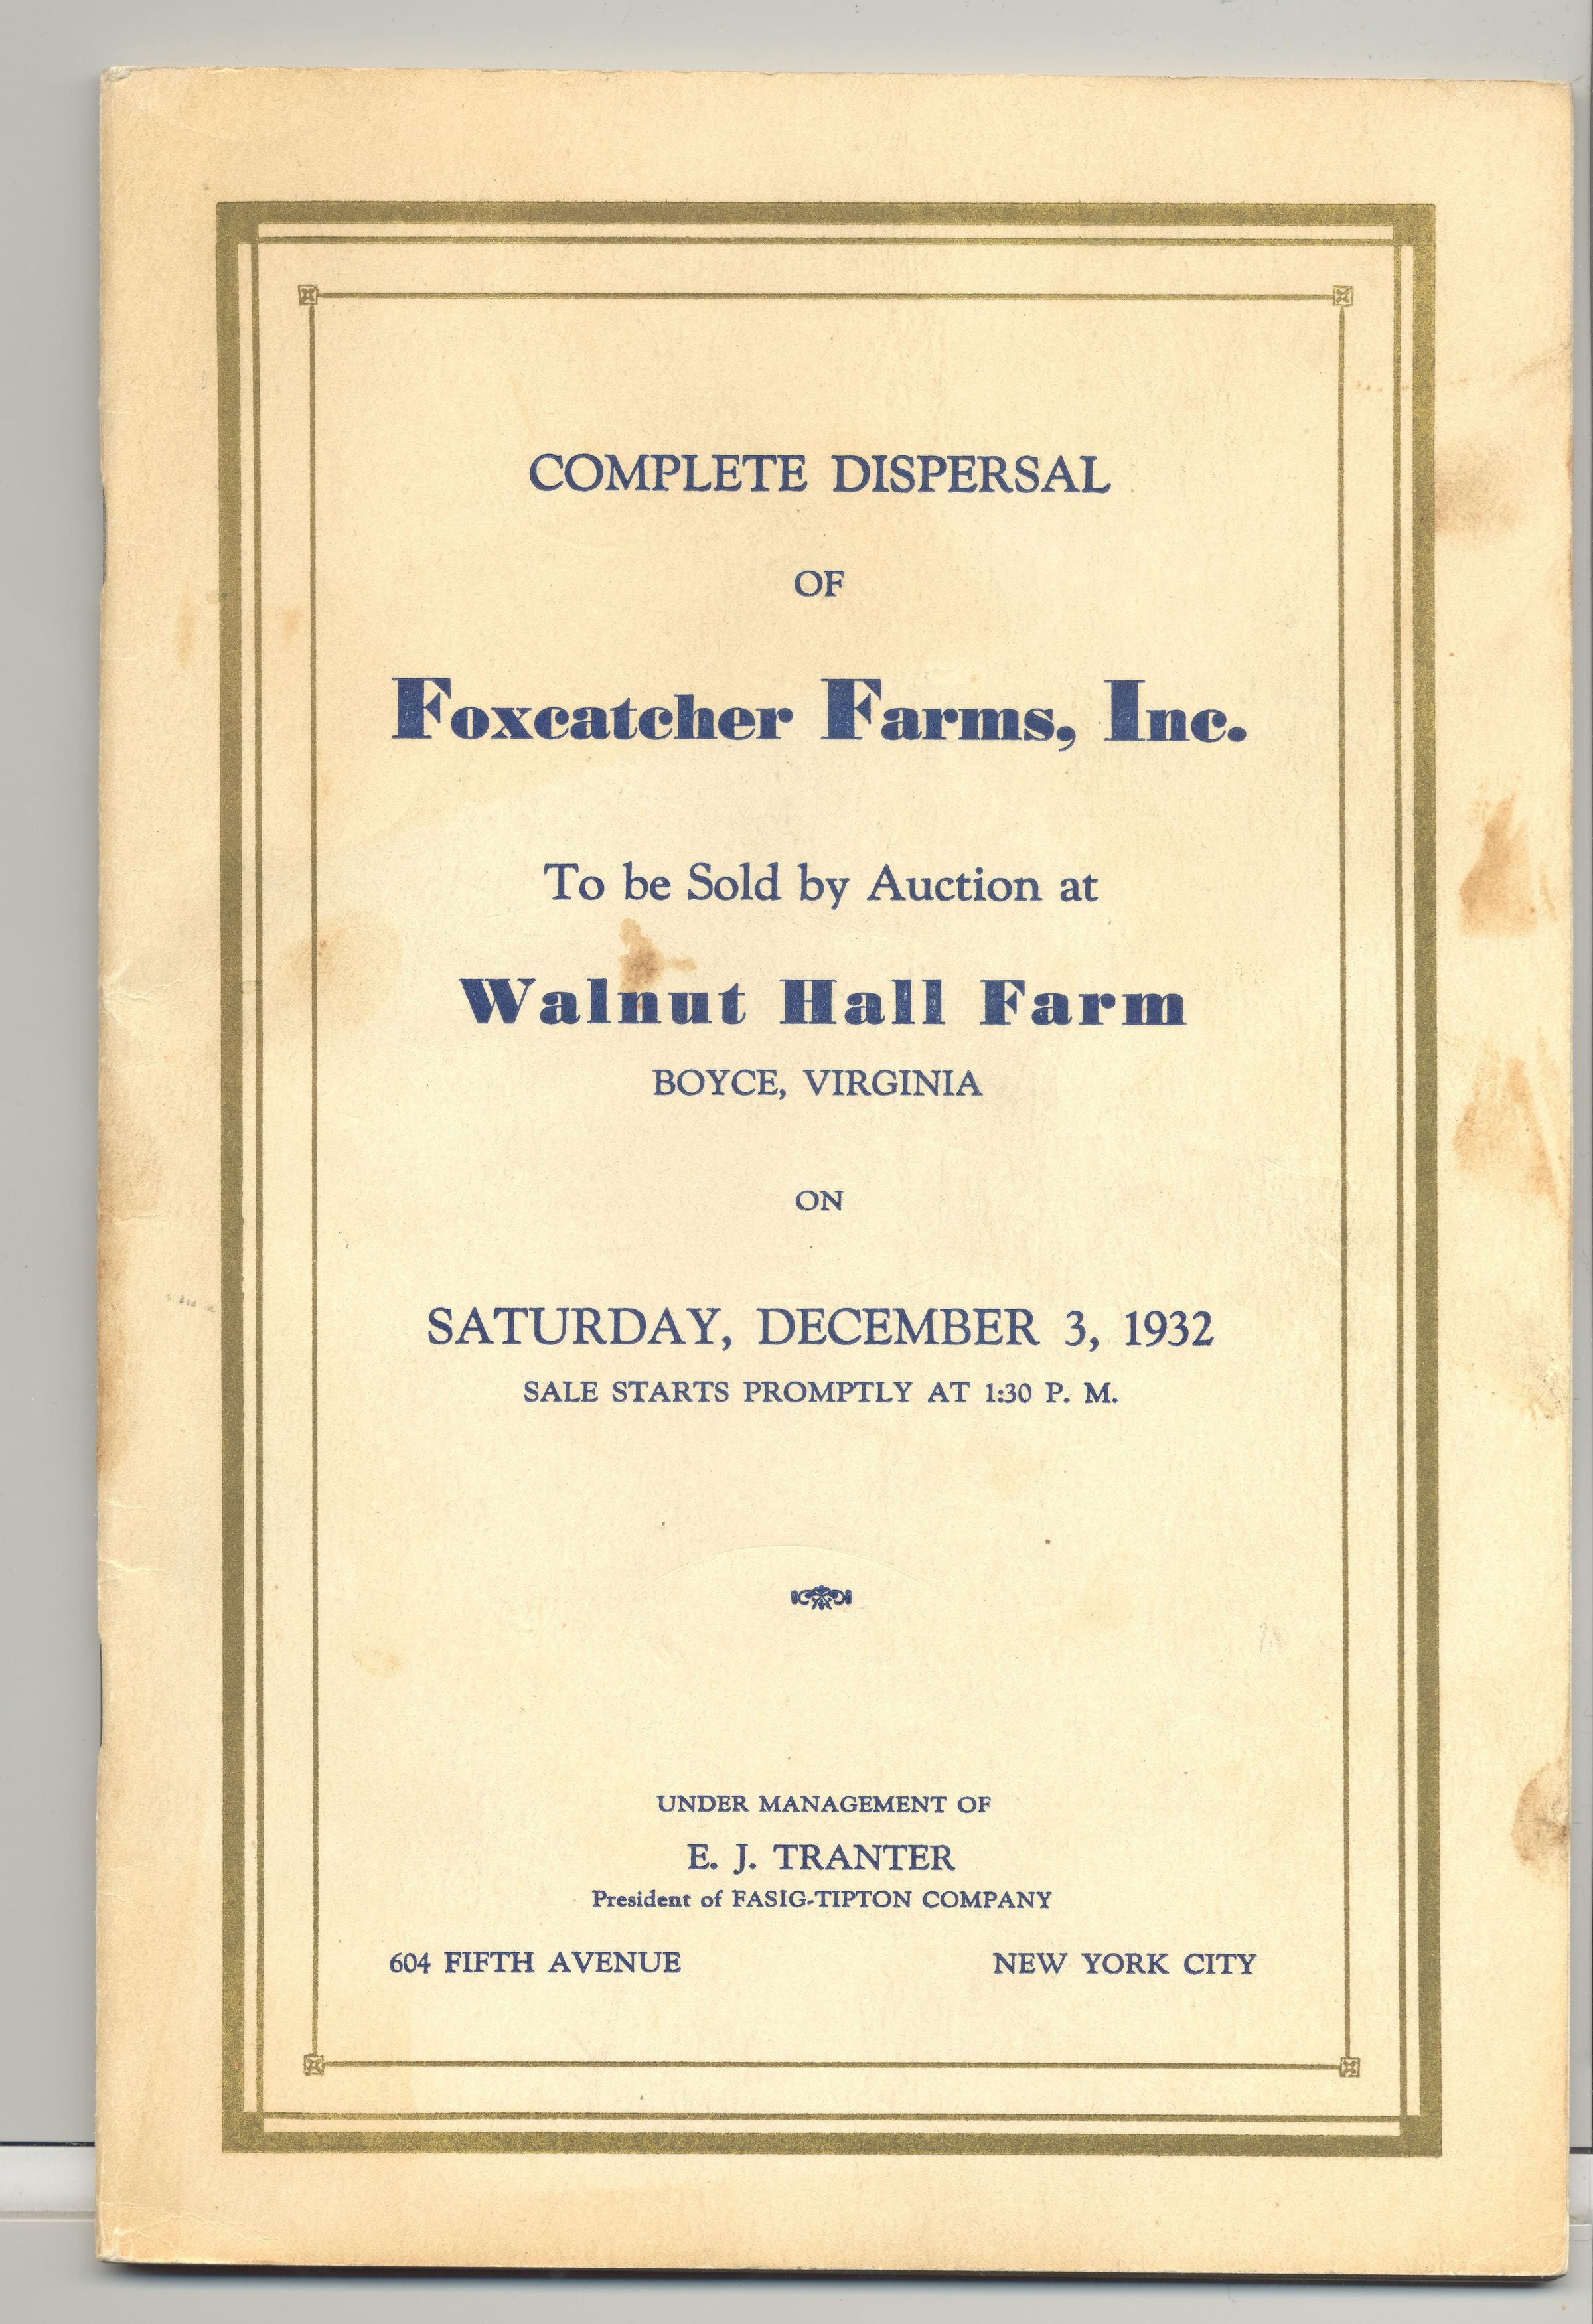 COMPLETE DISPERSAL
OF
Foxcatcher Farms, Inc.
To be Sold by Auction at
Walnut Hall Farm
BOYCE, VIRGINIA
ON
SATURDAY, DECEMBER 3, 1932
SALE STARTS PROMPTLY AT 1:30 P. M.
UNDER MANAGEMENT OF
E. J. TRANTER
President of FASIG-TIPTON COMPANY
604 FIFTH AVENUE NEW YORK CITY